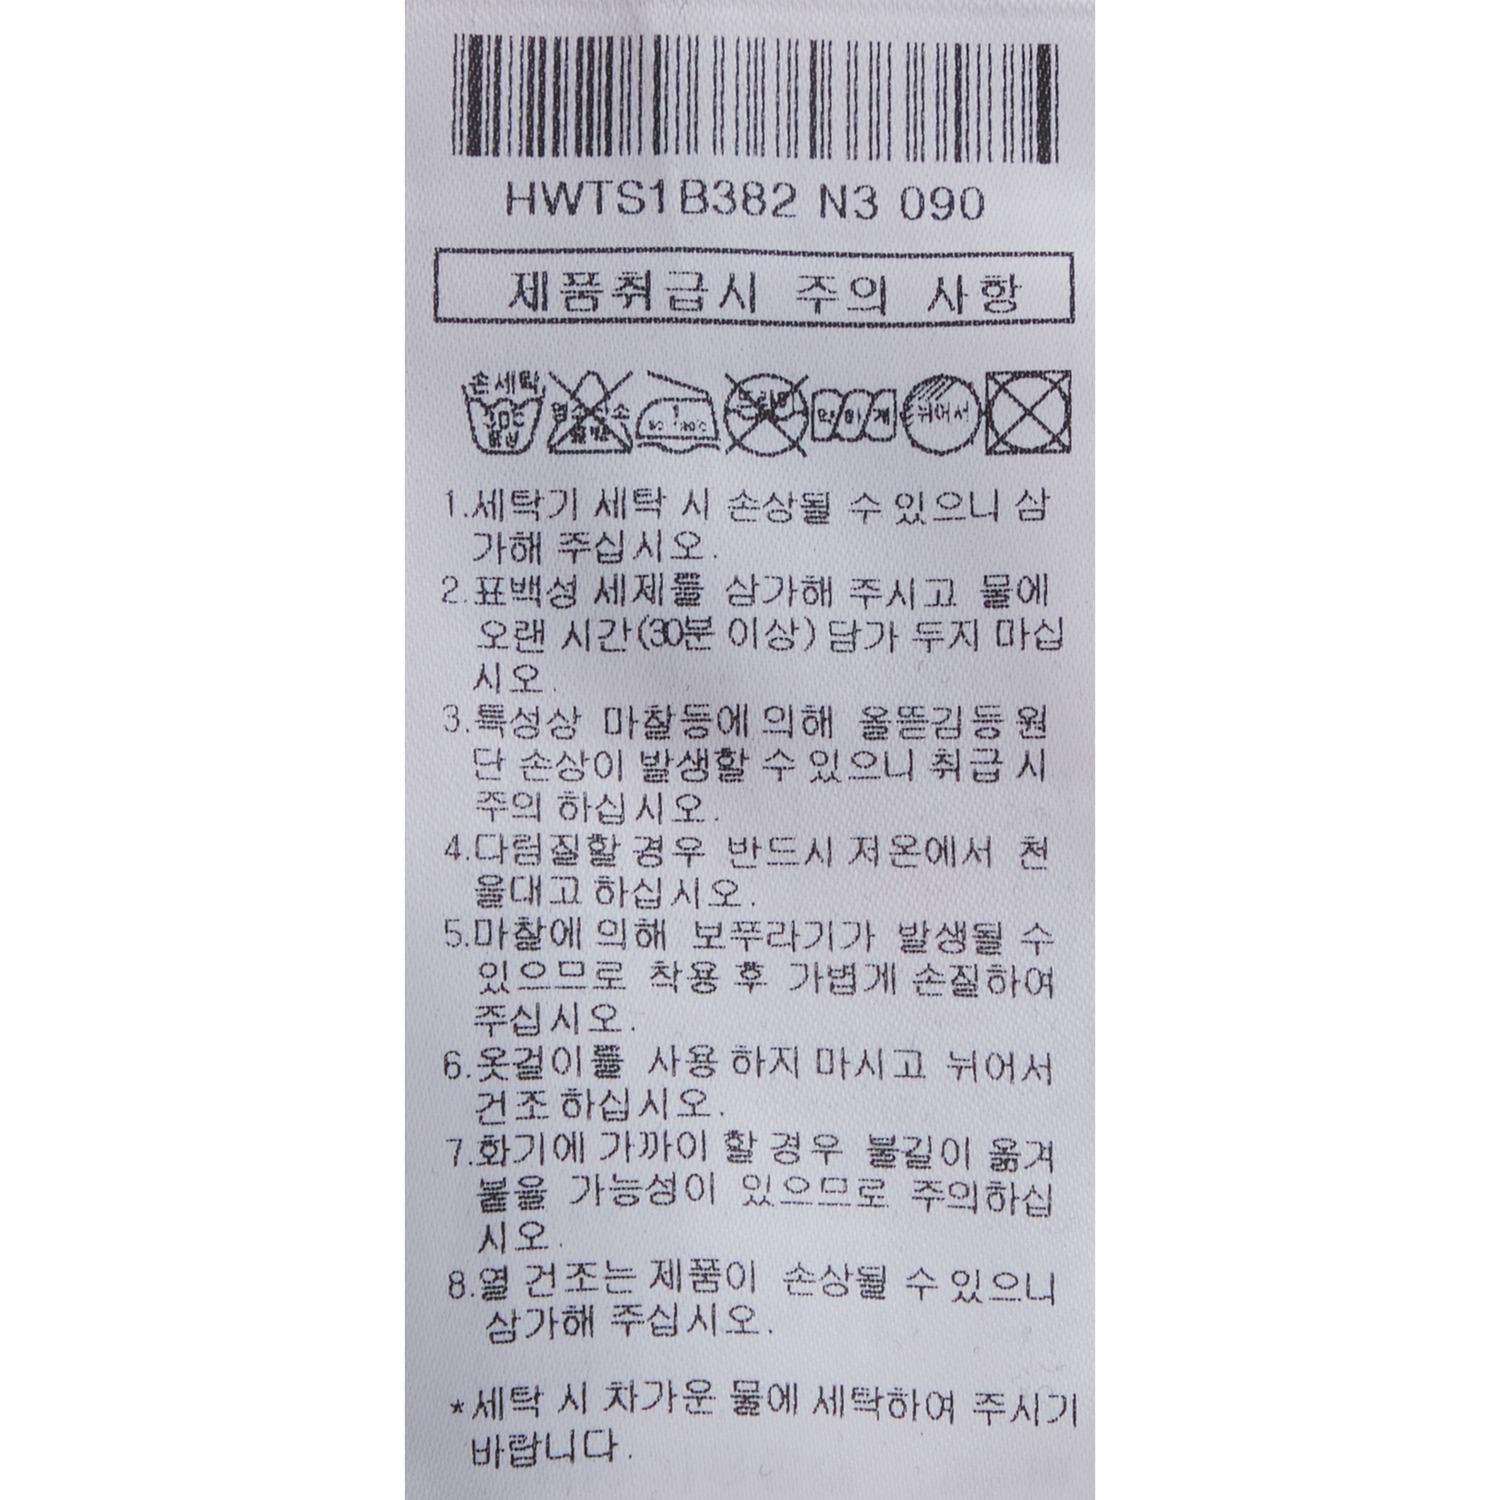 HWTS1B382 N3 090
제품취급시 주의 사항
손세탁
약하게
뉘어서
1.세탁기 세탁 시 손상될 수 있으니 삼
가해 주십시오.
2.표백성 세제를 삼가해 주시고 물에
오랜 시간(30분 이상)담가 두지 마십
시오.
3.특성상 마찰등에 의해 올뜯김등 원
단 손상이 발생할 수 있으니 취급 시
주의 하십시오.
4.다림질할 경우 반드시 저온에서 천
을대고 하십시오.
5.마찰에 의해 보푸라기가 발생될 수
있으므로 착용 후 가볍게 손질하여
주십시오.
6.옷걸이를 사용 하지 마시고 뉘어서
건조 하십시오.
7.화기에 가까이 할 경우 불길이 옮겨
붙을 가능성이 있으므로 주의하십
시오.
8.열 건조는 제품이 손상될 수 있으니
삼가해 주십시오.
*세탁 시 차가운 물에 세탁하여 주시기
바랍니다.